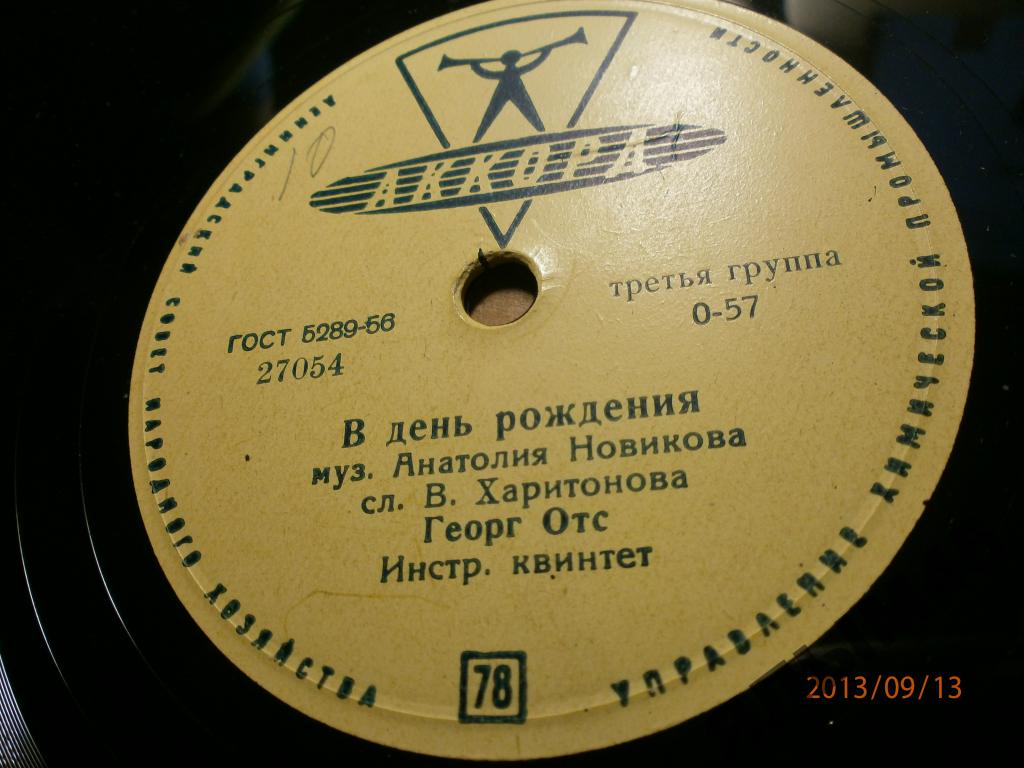 ЛЕНИНГРАДСКИЙ СОВЕТ НАРОДНОГО ХОЗЯЙСТВА
УПРАВЛЕНИЕ ХИМИЧЕСКОЙ ПРОМЫШЛЕННОСТИ
10
АККОРД
третья группа
0-57
ГОСТ 5289-56
27054
В день рождения
муз. Анатолия Новикова
сл. В. Харитонова
Георг Отс
Инстр. квинтет
78
2013/09/13